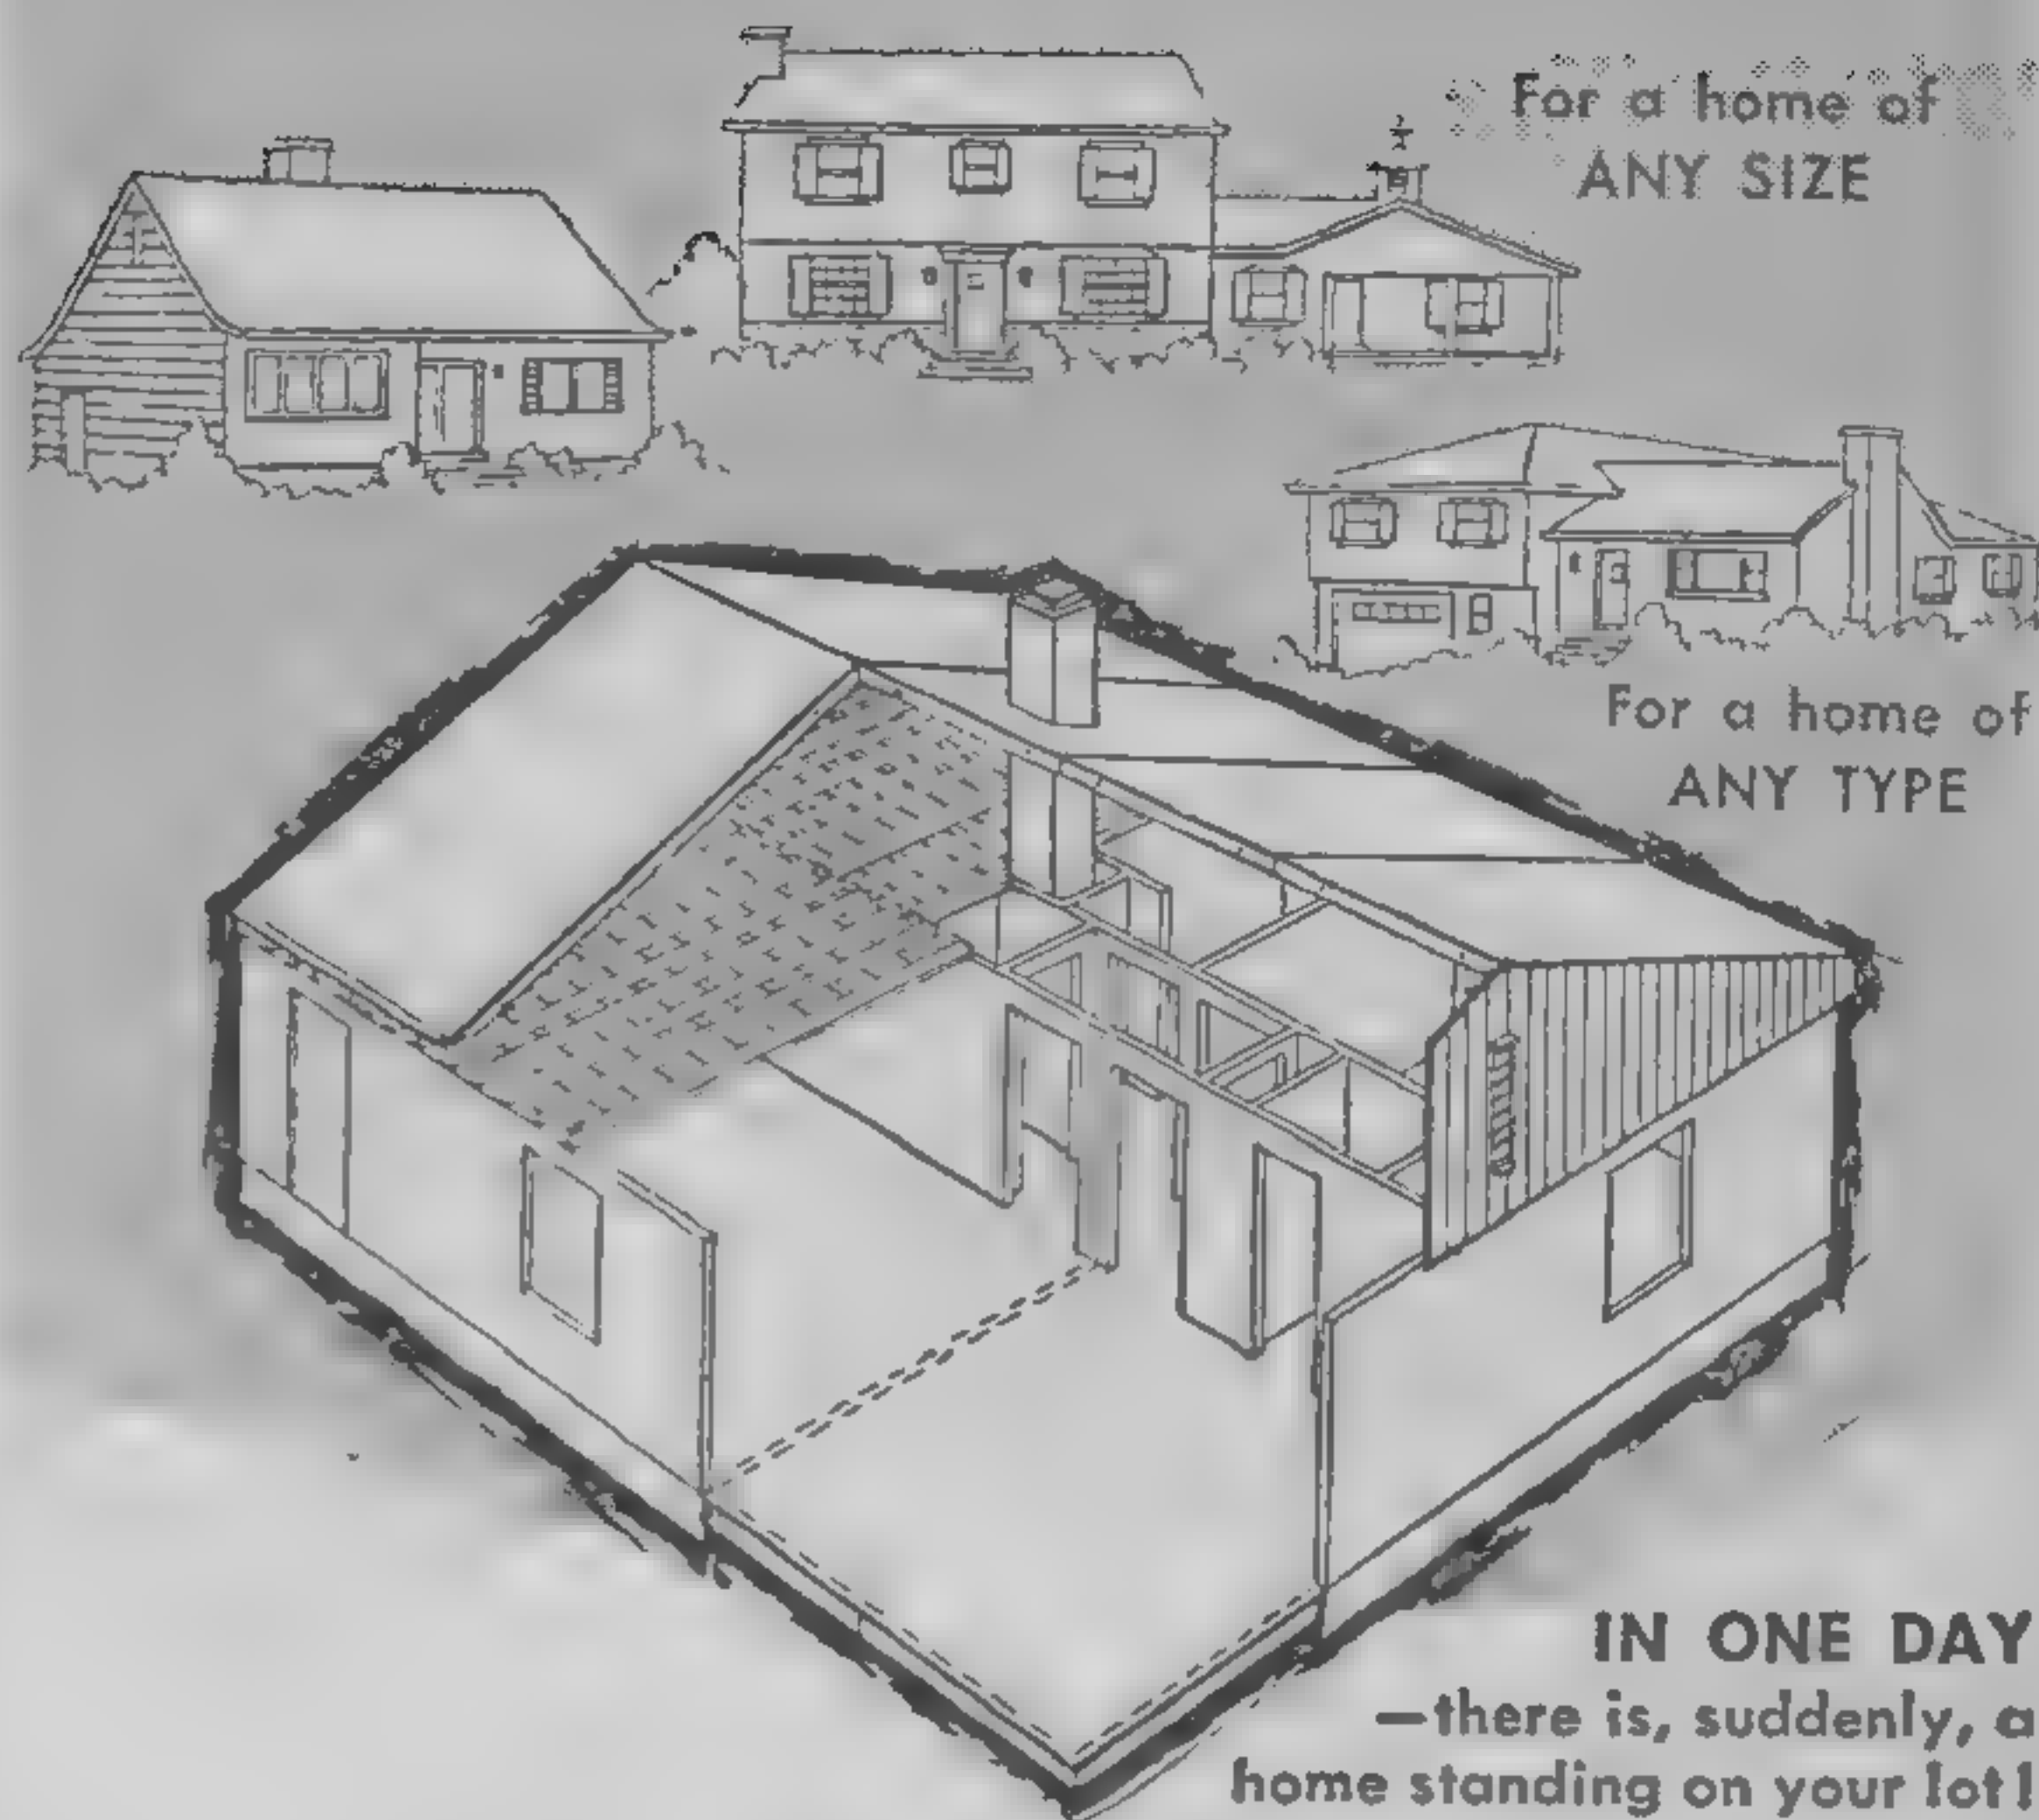 For a home of
ANY SIZE
For a home of
ANY TYPE
IN ONE DAY
—there is, suddenly, a
home standing on your lot!